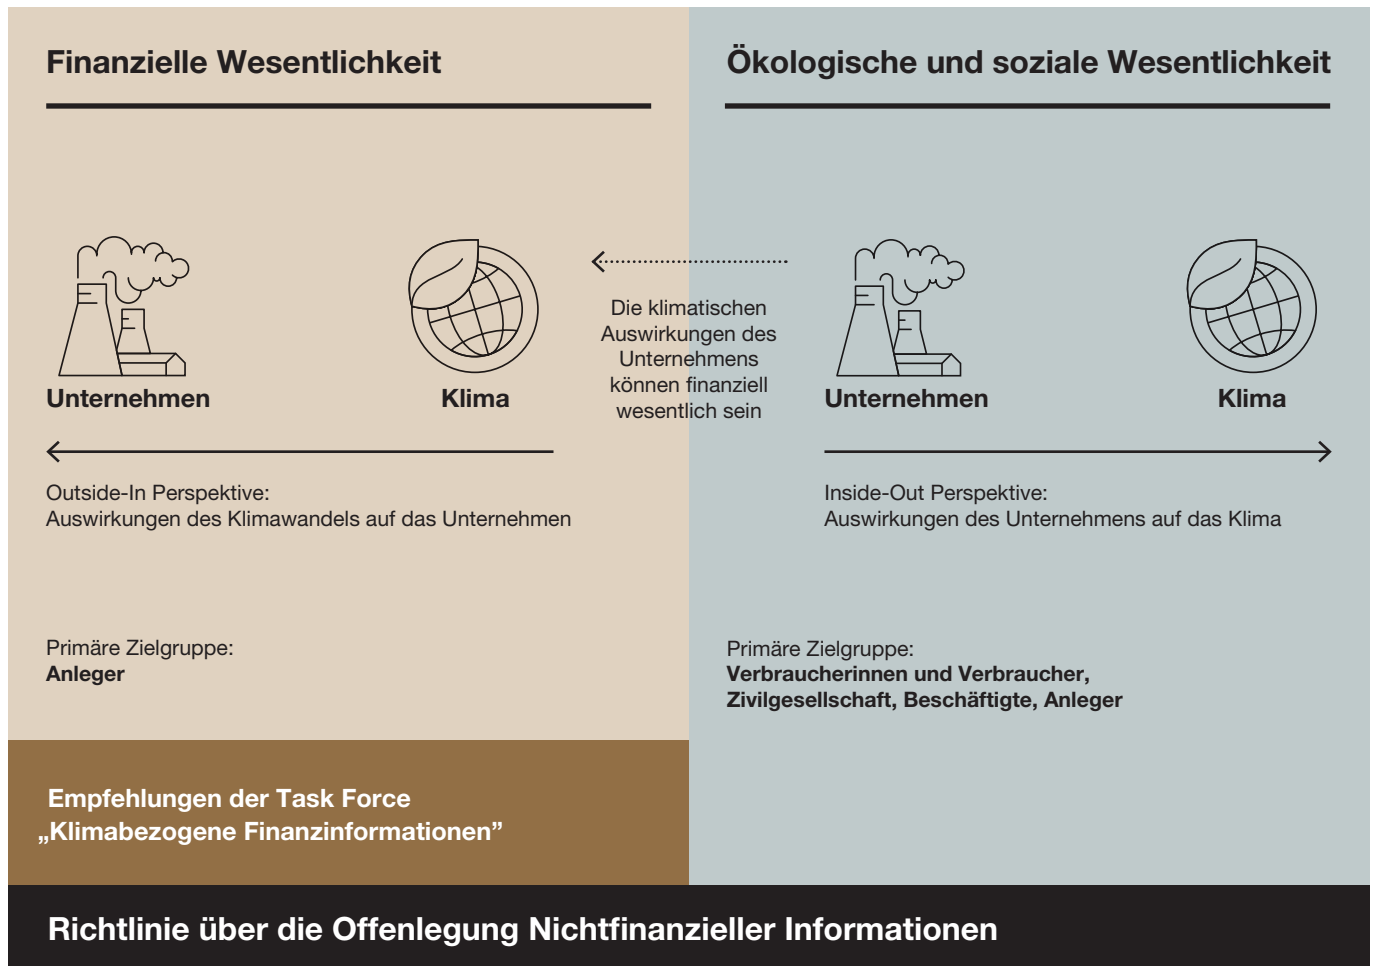 Finanzielle Wesentlichkeit
Ökologische und soziale Wesentlichkeit
Unternehmen
Klima
Die klimatischen
Auswirkungen des
Unternehmens
können finanziell
wesentlich sein
Unternehmen
Klima
Outside-In Perspektive:
Auswirkungen des Klimawandels auf das Unternehmen
Inside-Out Perspektive:
Auswirkungen des Unternehmens auf das Klima
Primäre Zielgruppe:
Anleger
Primäre Zielgruppe:
Verbraucherinnen und Verbraucher,
Zivilgesellschaft, Beschäftigte, Anleger
Empfehlungen der Task Force
„Klimabezogene Finanzinformationen”
Richtlinie über die Offenlegung Nichtfinanzieller Informationen